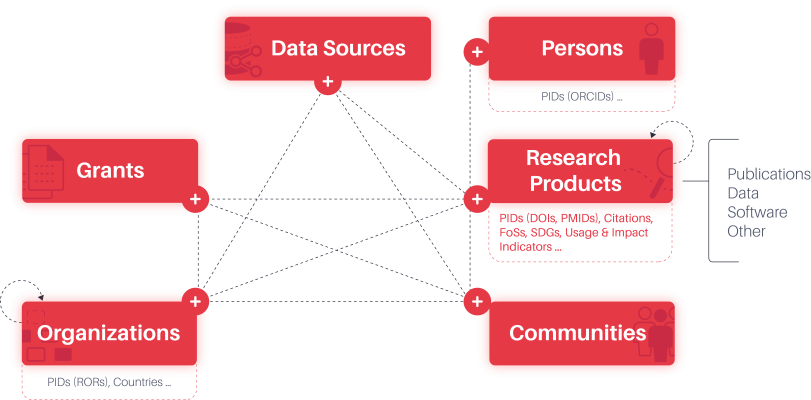 Data Sources
Persons
PIDs (ORCIDs) ...
Grants
Research
Products
PIDs (DOIs, PMIDs), Citations,
FoSs, SDGs, Usage & Impact
Indicators ...
Publications
Data
Software
Other
Organizations
PIDs (RORs), Countries ...
Communities